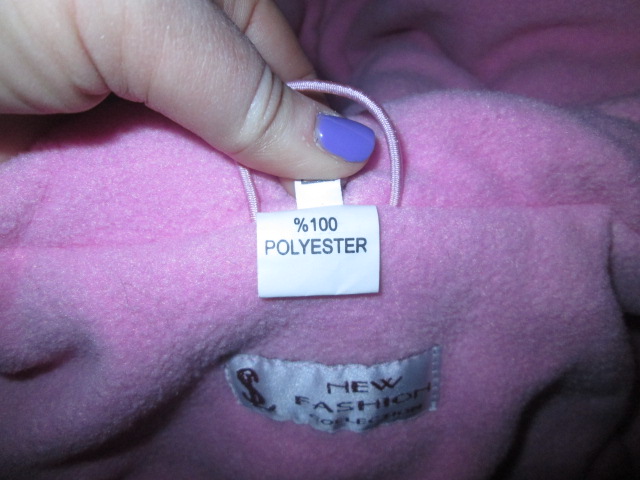 %100
POLYESTER
NEW
FASHION